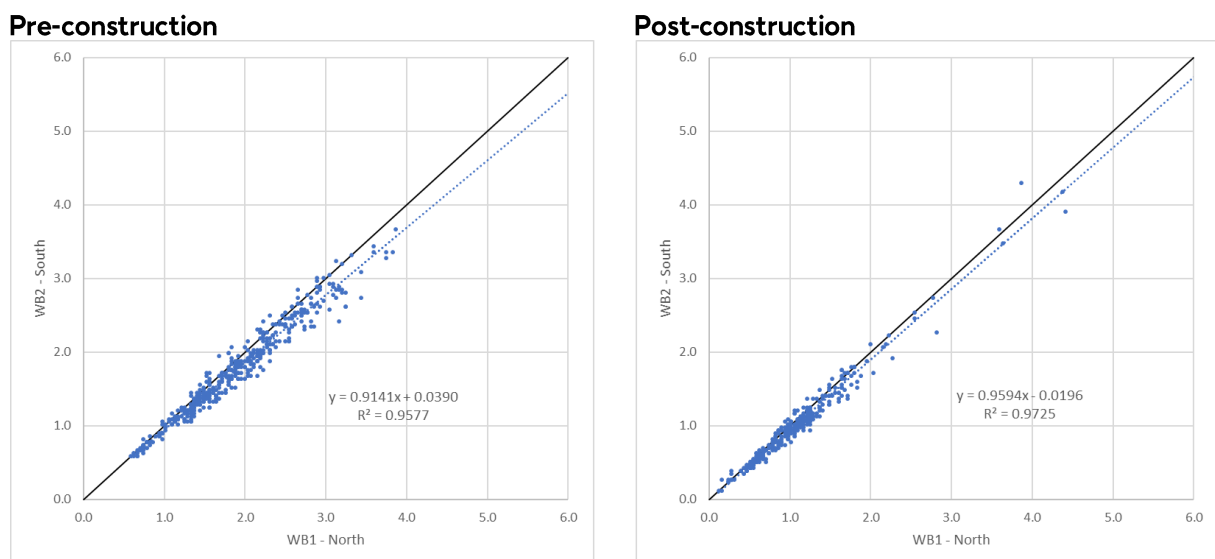 Pre-construction
6.0
5.0
4.0
3.0
2.0
1.0
0.0
WB2 - South
y = 0.9141x + 0.0390
R² = 0.9577
0.0 1.0 2.0 3.0 4.0 5.0 6.0
WB1 - North
Post-construction
6.0
5.0
4.0
3.0
2.0
1.0
0.0
WB2 - South
y = 0.9594x - 0.0196
R² = 0.9725
0.0 1.0 2.0 3.0 4.0 5.0 6.0
WB1 - North